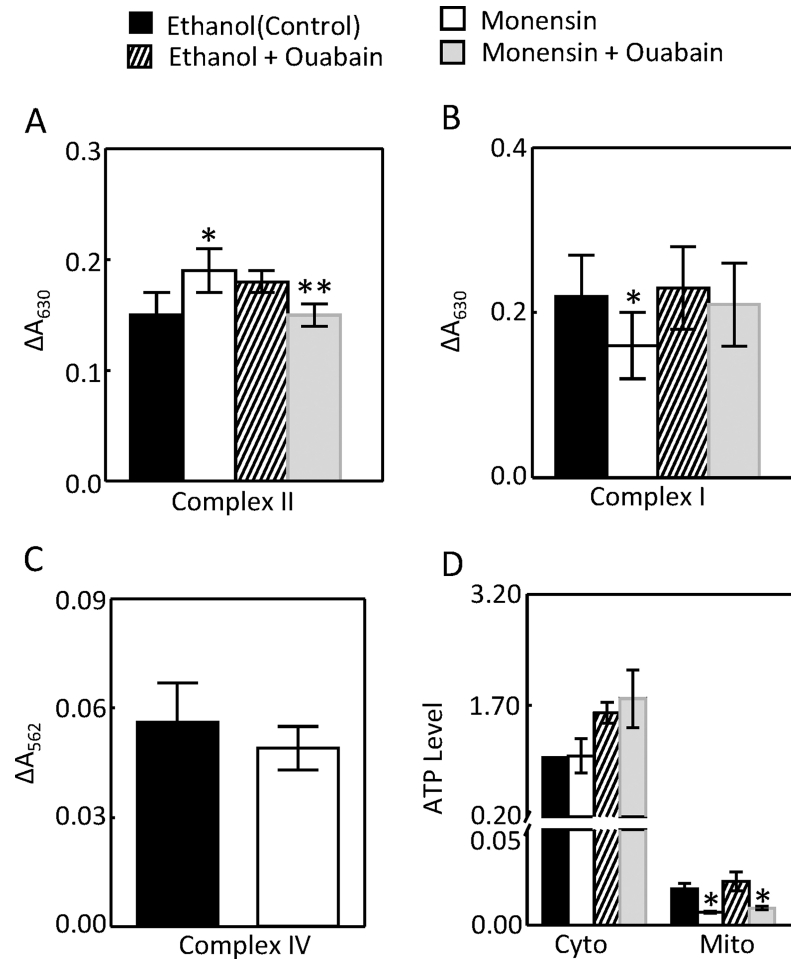 Ethanol(Control)
Monensin
Ethanol + Ouabain
Monensin + Ouabain
A
B
0.3
0.2
0.1
0.0
ΔA630
*
**
Complex II
0.4
0.2
0.0
ΔA630
*
Complex I
C
D
0.09
0.06
0.03
0.00
ΔA562
Complex IV
3.20
1.70
0.20
0.05
0.00
ATP Level
*
*
Cyto
Mito